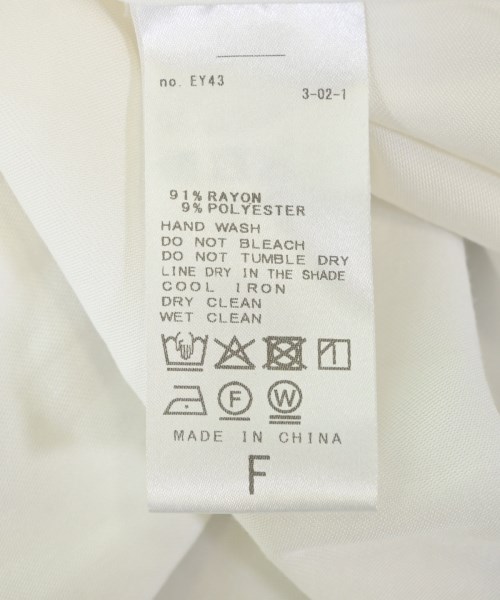 no. EY43
3-02-1
91% RAYON
9% POLYESTER
HAND WASH
DO NOT BLEACH
DO NOT TUMBLE DRY
LINE DRY IN THE SHADE
COOL IRON
DRY CLEAN
WET CLEAN
F W
MADE IN CHINA
F